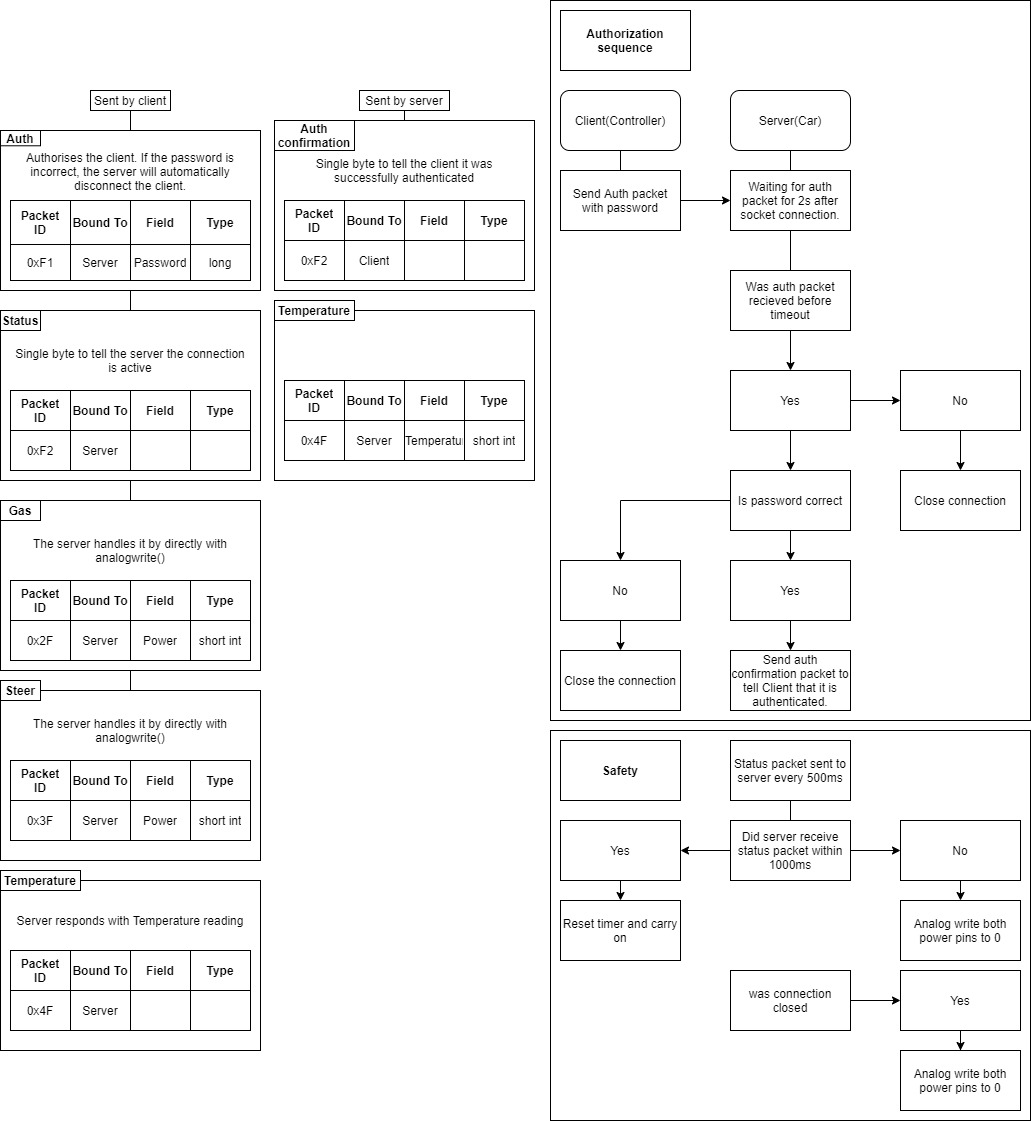 Sent by client
Auth
Authorises the client. If the password is
incorrect, the server will automatically
disconnect the client.
Packet
ID
Bound To
Field
Type
0xF1
Server
Password
long
Status
Single byte to tell the server the connection
is active
Packet
ID
Bound To
Field
Type
0xF2
Server
Gas
The server handles it by directly with
analogwrite()
Packet
ID
Bound To
Field
Type
0x2F
Server
Power
short int
Steer
The server handles it by directly with
analogwrite()
Packet
ID
Bound To
Field
Type
0x3F
Server
Power
short int
Temperature
Server responds with Temperature reading
Packet
ID
Bound To
Field
Type
0x4F
Server
Sent by server
Auth
confirmation
Single byte to tell the client it was
successfully authenticated
Packet
ID
Bound To
Field
Type
0xF2
Client
Temperature
Packet
ID
Bound To
Field
Type
0x4F
Server
Temperatu
short int
Authorization
sequence
Client(Controller)
Server(Car)
Send Auth packet
with password
Waiting for auth
packet for 2s after
socket connection.
Was auth packet
recieved before
timeout
Yes
No
Is password correct
Close connection
No
Yes
Close the connection
Send auth
confirmation packet to
tell Client that it is
authenticated.
Safety
Status packet sent to
server every 500ms
Yes
Did server receive
status packet within
1000ms
No
Reset timer and carry
on
Analog write both
power pins to 0
was connection
closed
Yes
Analog write both
power pins to 0